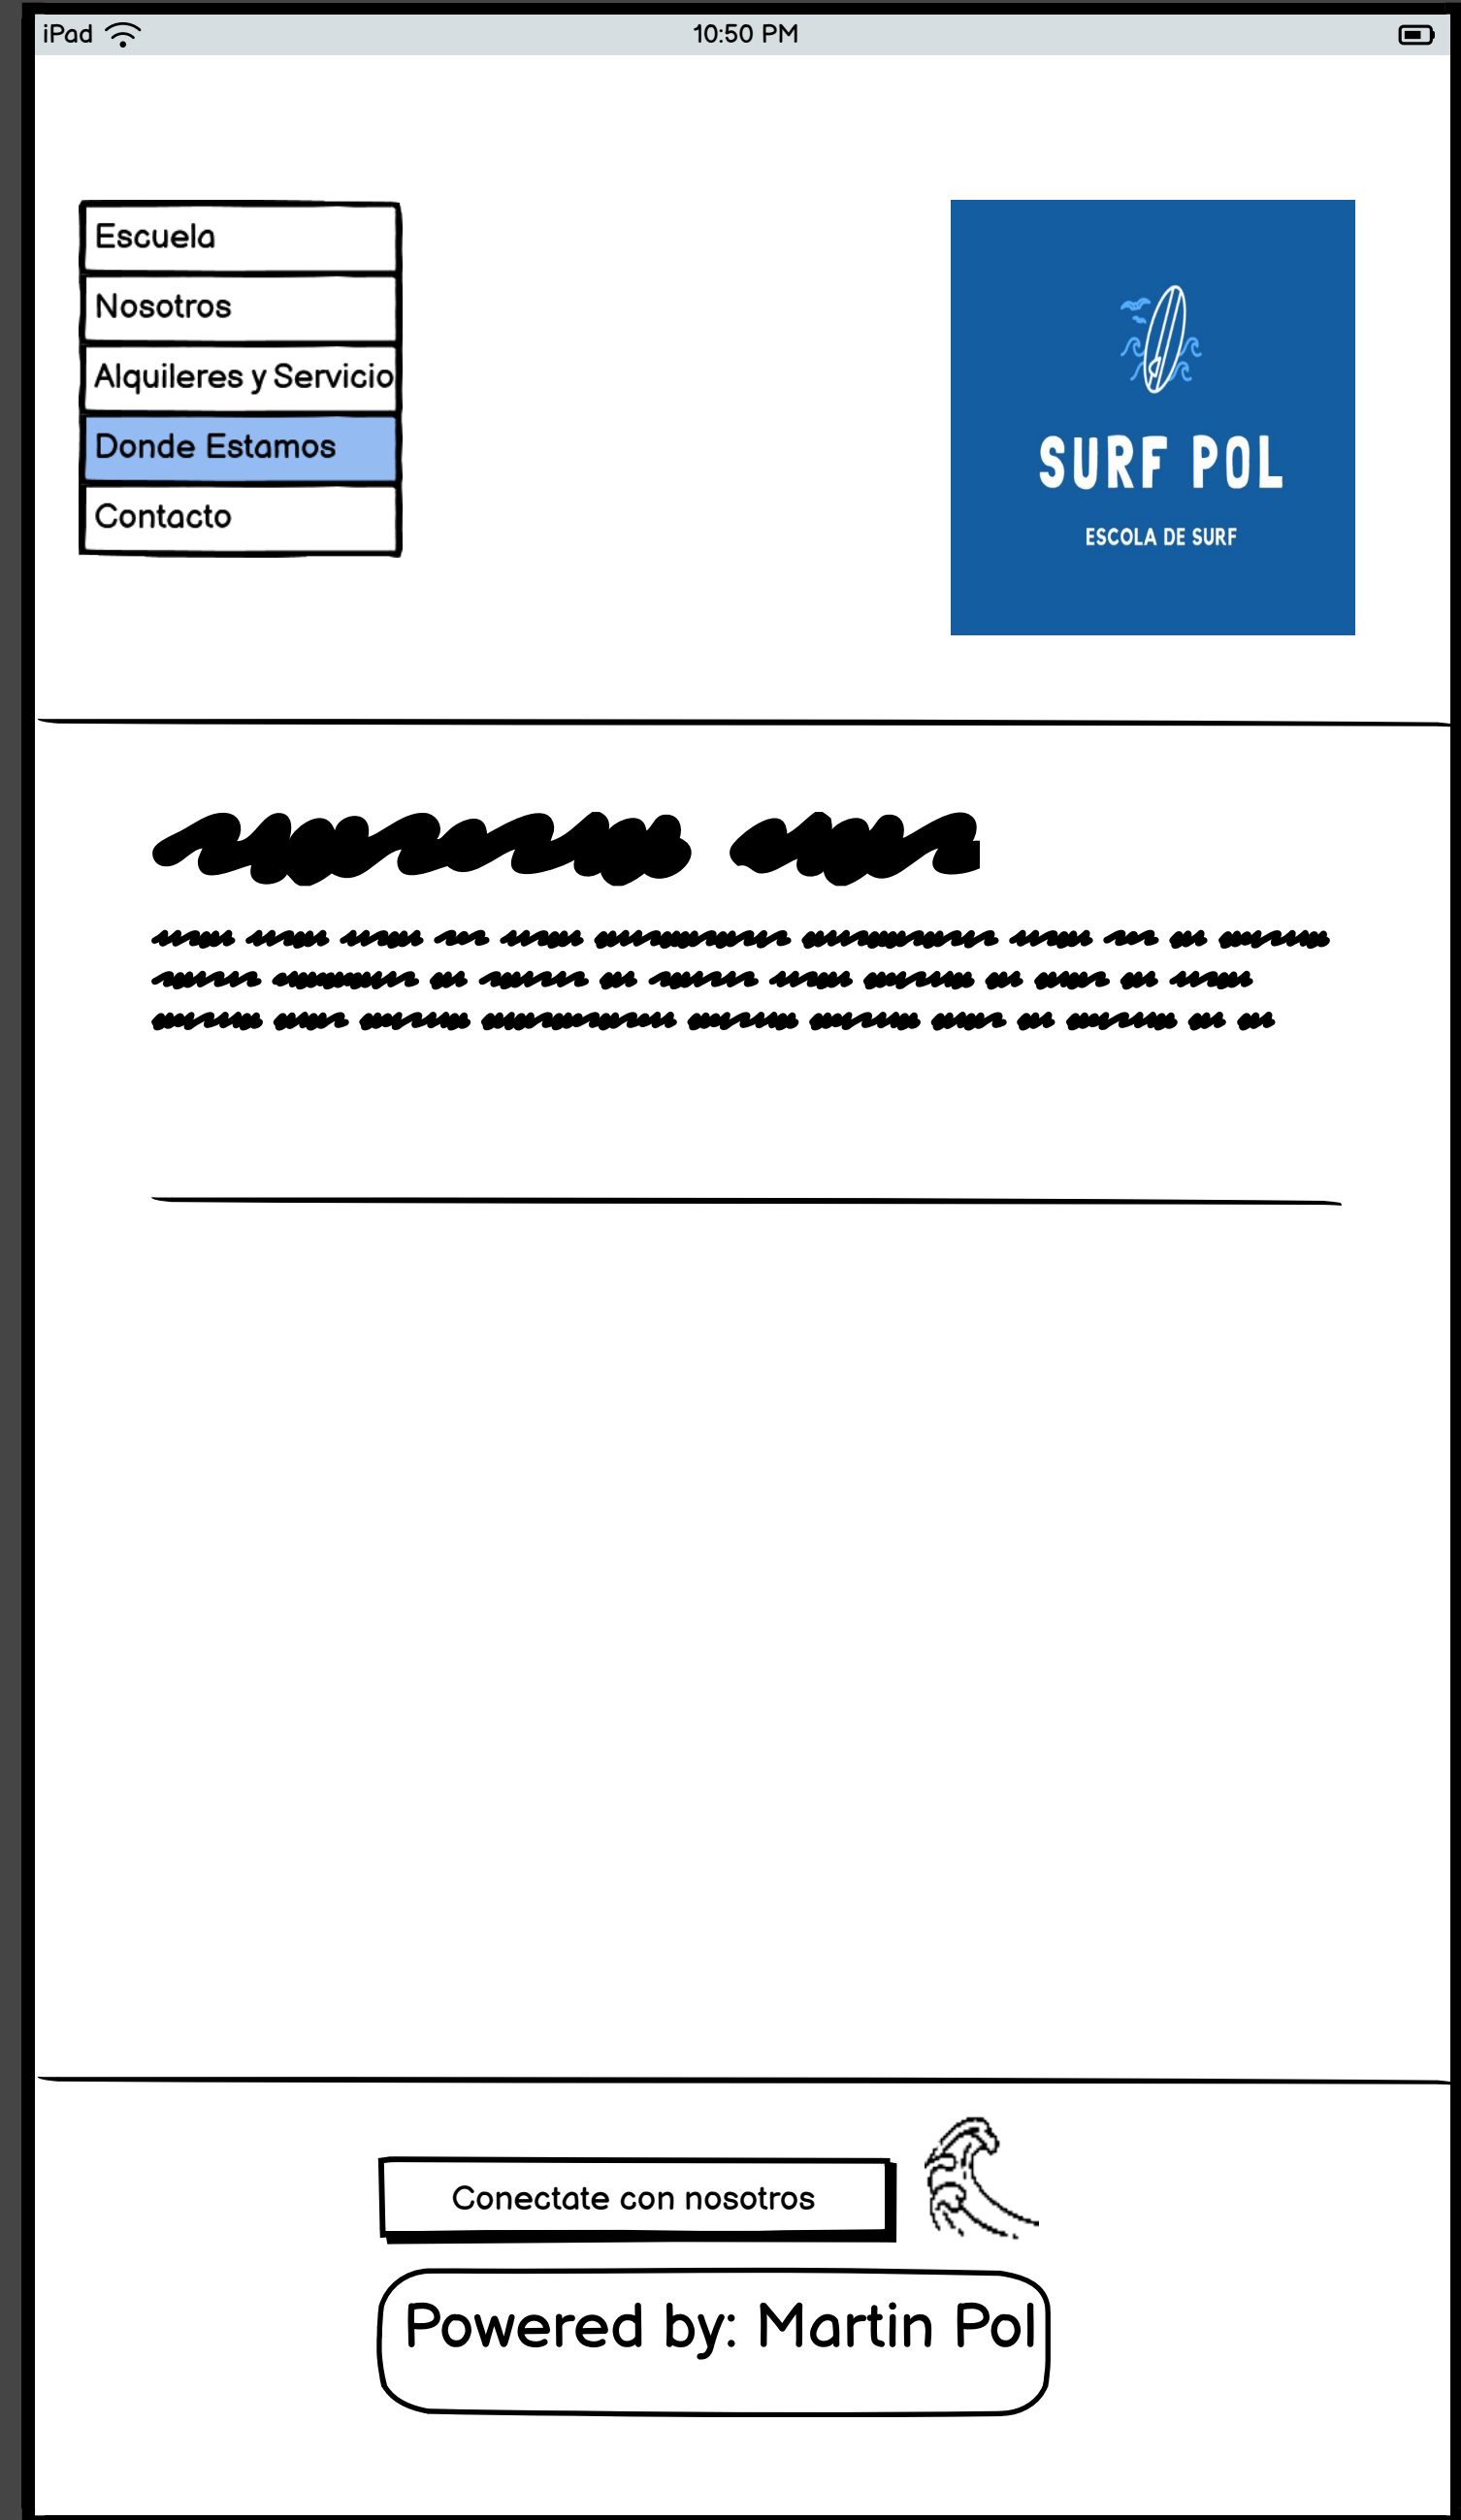 iPad
10:50 PM
Escuela
Nosotros
Alquileres y Servicio
Donde Estamos
Contacto
SURF POL
ESCOLA DE SURF
Conectate con nosotros
Powered by: Martin Pol